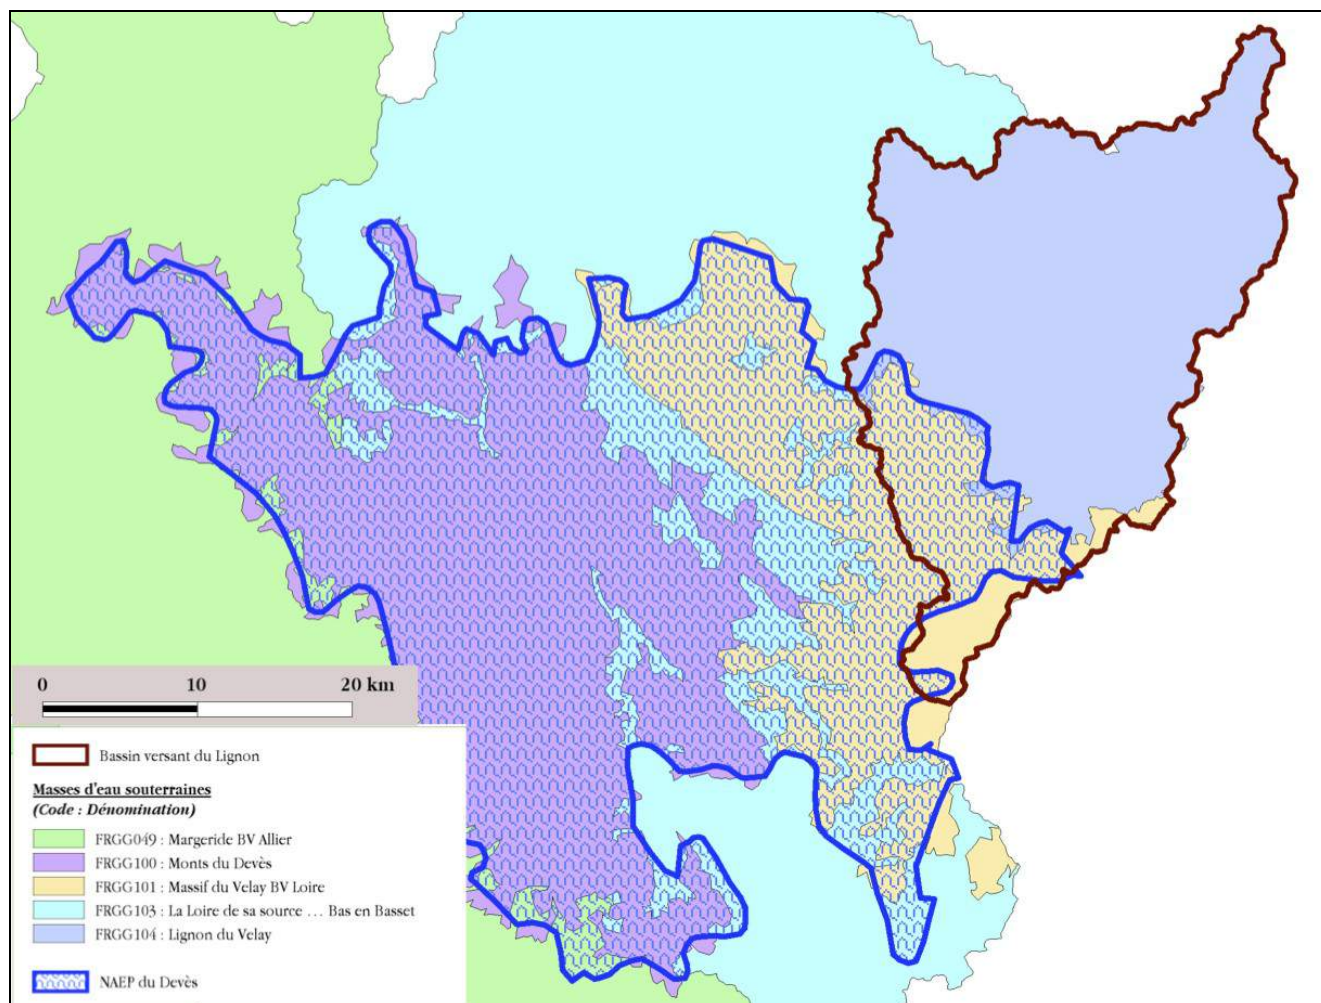 0 10 20 km
Bassin versant du Lignon
Masses d'eau souterraines
(Code : Dénomination)
FRGG049 : Margeride BV Allier
FRGG100 : Monts du Devès
FRGG101 : Massif du Velay BV Loire
FRGG103 : La Loire de sa source ... Bas en Basset
FRGG104 : Lignon du Velay
NAEP du Devès